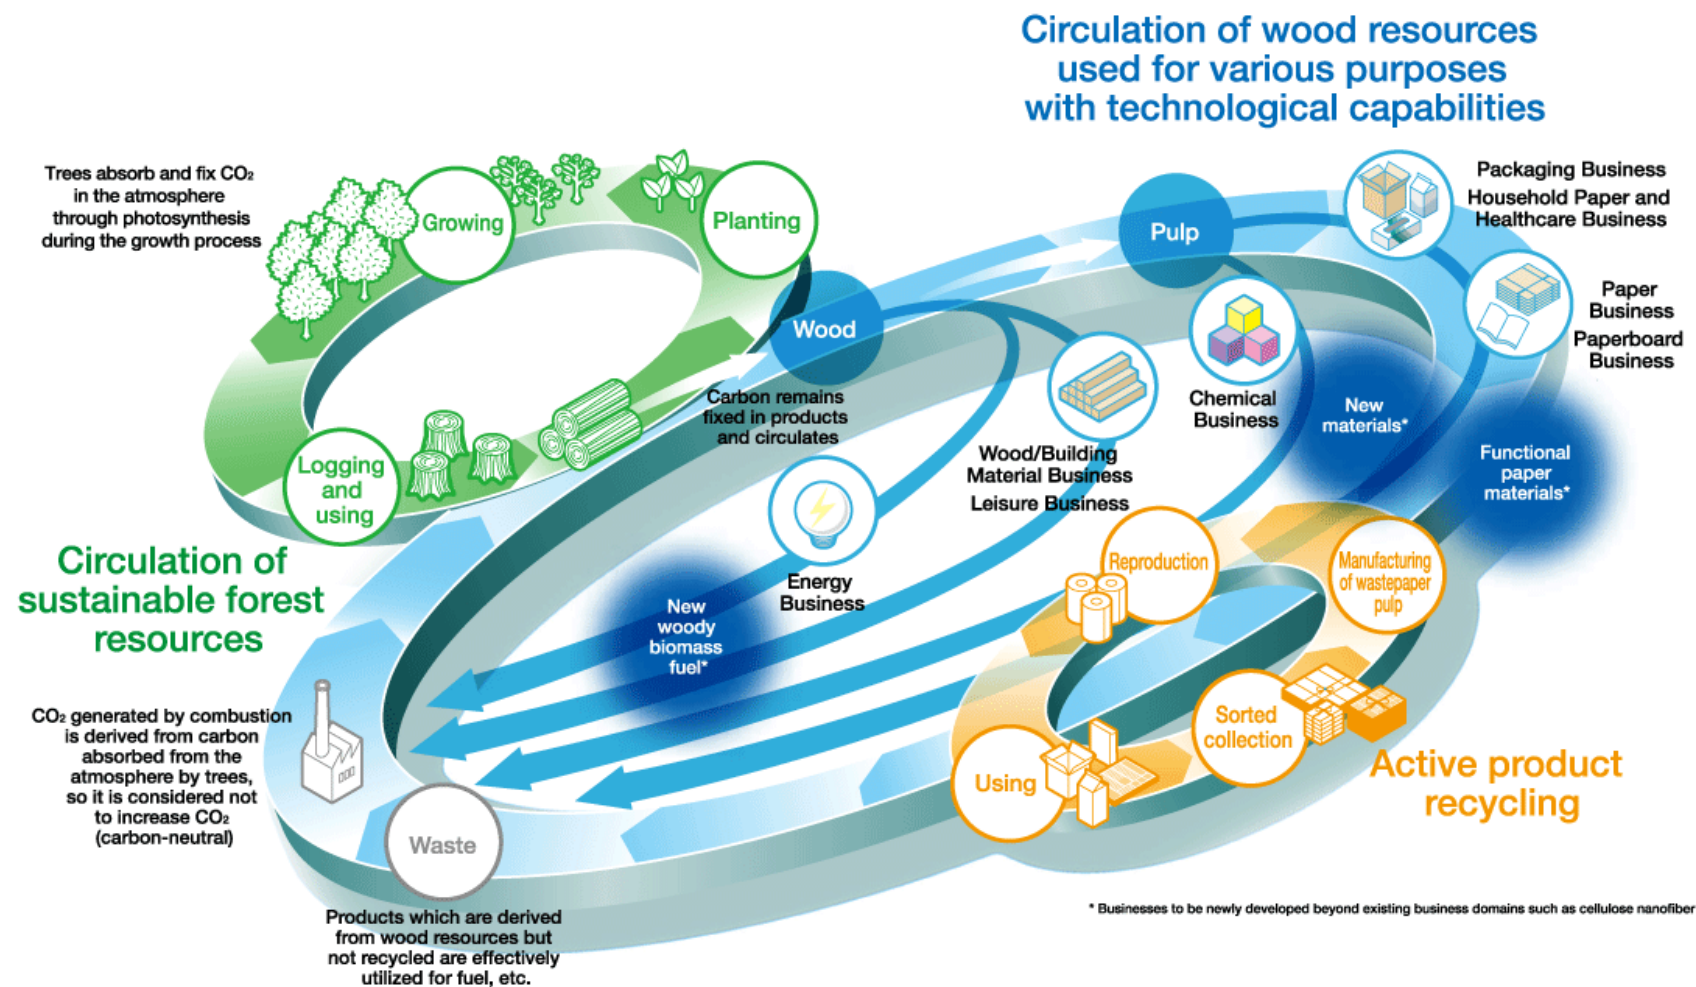 Circulation of wood resources
used for various purposes
with technological capabilities
Trees absorb and fix CO₂
in the atmosphere
through photosynthesis
during the growth process
Growing
Planting
Logging
and
using
Circulation of
sustainable forest
resources
Wood
Carbon remains
fixed in products
and circulates
Pulp
Packaging Business
Household Paper and
Healthcare Business
Paper
Business
Paperboard
Business
Chemical
Business
New
materials*
Functional
paper
materials*
Wood/Building
Material Business
Leisure Business
Energy
Business
New
woody
biomass
fuel*
Reproduction
Manufacturing
of wastepaper
pulp
Sorted
collection
Using
Active product
recycling
CO₂ generated by combustion
is derived from carbon
absorbed from the
atmosphere by trees,
so it is considered not
to increase CO₂
(carbon-neutral)
Waste
Products which are derived
from wood resources but
not recycled are effectively
utilized for fuel, etc.
* Businesses to be newly developed beyond existing business domains such as cellulose nanofiber